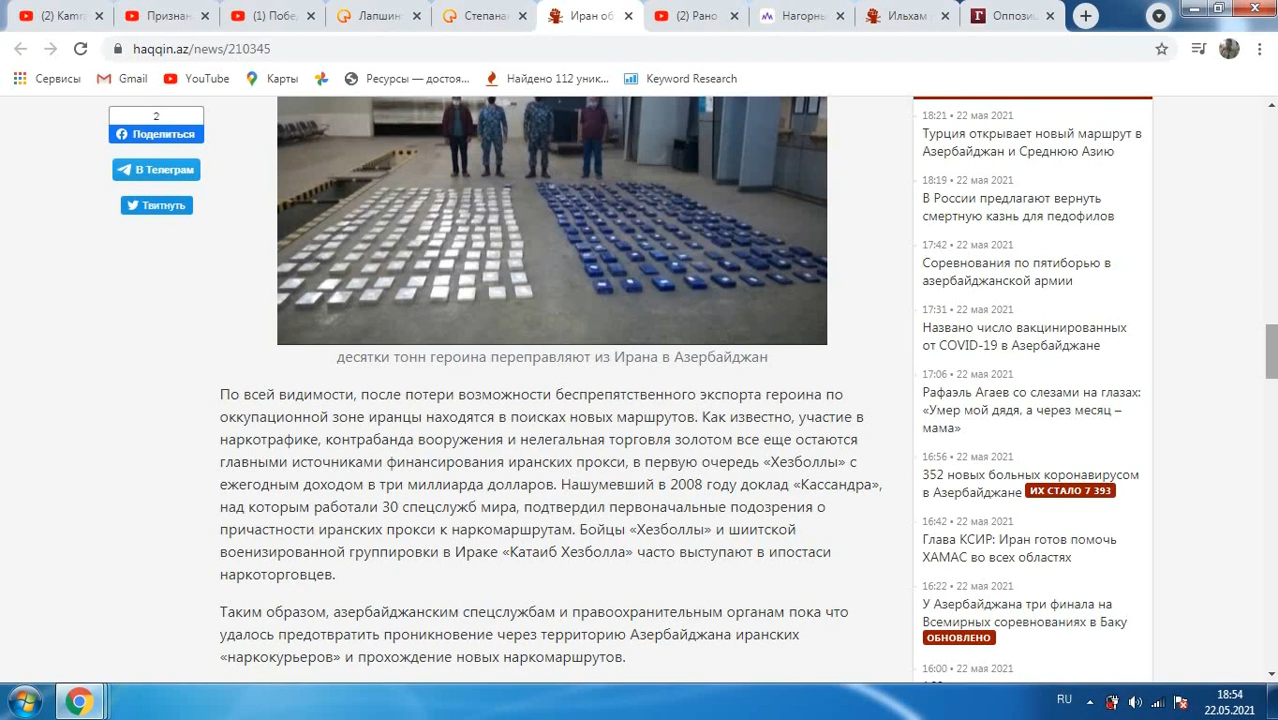 (2) Kamp
Признан
(1) Побе
Лапшин
Степана
Иран об
(2) Рано
Нагорны
Ильхам
Оппозиц
haqqin.az/news/210345
Сервисы
Gmail
YouTube
Карты
Ресурсы — достоя...
Найдено 112 уник...
Keyword Research
2
Поделиться
В Телеграм
Твитнуть
десятки тонн героина переправляют из Ирана в Азербайджан
По всей видимости, после потери возможности беспрепятственного экспорта героина по
оккупационной зоне иранцы находятся в поисках новых маршрутов. Как известно, участие в
наркотрафике, контрабанда вооружения и нелегальная торговля золотом все еще остаются
главными источниками финансирования иранских прокси, в первую очередь «Хезболлы» с
ежегодным доходом в три миллиарда долларов. Нашумевший в 2008 году доклад «Кассандра»,
над которым работали 30 спецслужб мира, подтвердил первоначальные подозрения о
причастности иранских прокси к наркомаршрутам. Бойцы «Хезболлы» и шиитской
военизированной группировки в Ираке «Катаиб Хезболла» часто выступают в ипостаси
наркоторговцев.
Таким образом, азербайджанским спецслужбам и правоохранительным органам пока что
удалось предотвратить проникновение через территорию Азербайджана иранских
«наркокурьеров» и прохождение новых наркомаршрутов.
18:21 • 22 мая 2021
Турция открывает новый маршрут в
Азербайджан и Среднюю Азию
18:19 • 22 мая 2021
В России предлагают вернуть
смертную казнь для педофилов
17:42 • 22 мая 2021
Соревнования по пятиборью в
азербайджанской армии
17:31 • 22 мая 2021
Названо число вакцинированных
от COVID-19 в Азербайджане
17:06 • 22 мая 2021
Рафаэль Агаев со слезами на глазах:
«Умер мой дядя, а через месяц –
мама»
16:56 • 22 мая 2021
352 новых больных коронавирусом
в Азербайджане ИХ СТАЛО 7 393
16:42 • 22 мая 2021
Глава КСИР: Иран готов помочь
ХАМАС во всех областях
16:22 • 22 мая 2021
У Азербайджана три финала на
Всемирных соревнованиях в Баку
ОБНОВЛЕНО
16:00 • 22 мая 2021
RU
18:54
22.05.2021